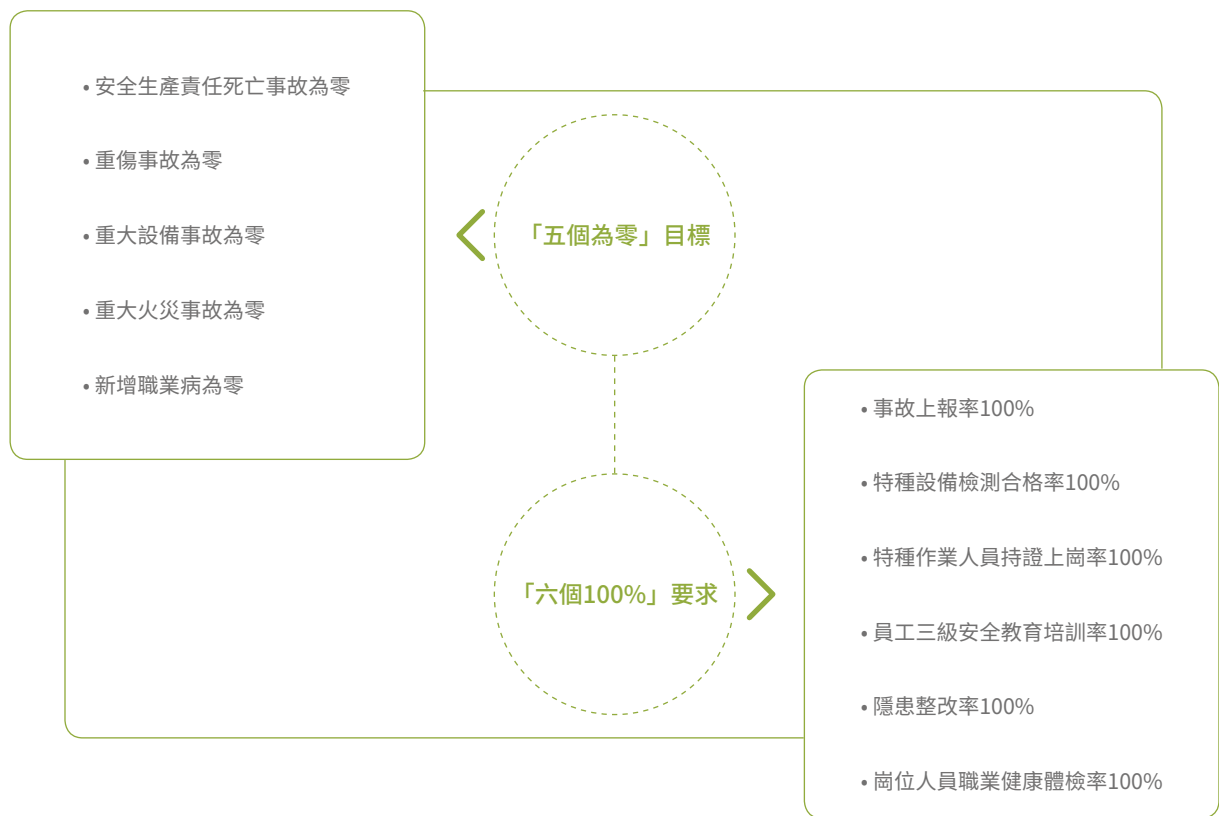 • 安全生產責任死亡事故為零
• 重傷事故為零
• 重大設備事故為零
• 重大火災事故為零
• 新增職業病為零
「五個為零」目標
「六個100%」要求
• 事故上報率100%
• 特種設備檢測合格率100%
• 特種作業人員持證上崗率100%
• 員工三級安全教育培訓率100%
• 隱患整改率100%
• 崗位人員職業健康體檢率100%